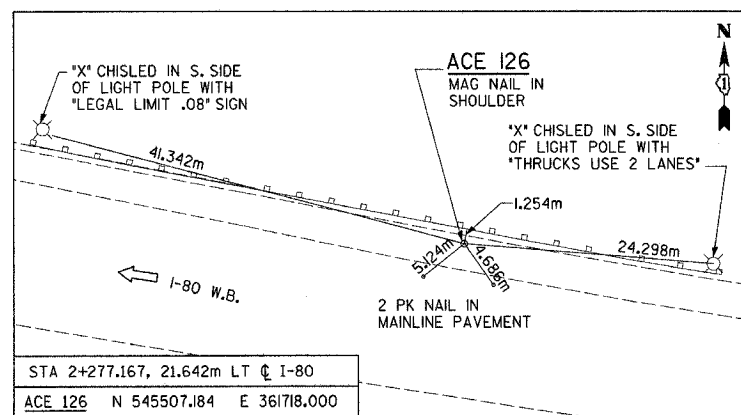 "X" CHISLED IN S. SIDE
OF LIGHT POLE WITH
"LEGAL LIMIT .08" SIGN
ACE 126
MAG NAIL IN
SHOULDER
N
1
"X" CHISLED IN S. SIDE
OF LIGHT POLE WITH
"THRUCKS USE 2 LANES"
41.342m
1.254m
24.298m
5.124m
4.686m
I-80 W.B.
2 PK NAIL IN
MAINLINE PAVEMENT
STA 2+277.167, 21.642m LT ℄ I-80
ACE 126 N 545507.184 E 361718.000